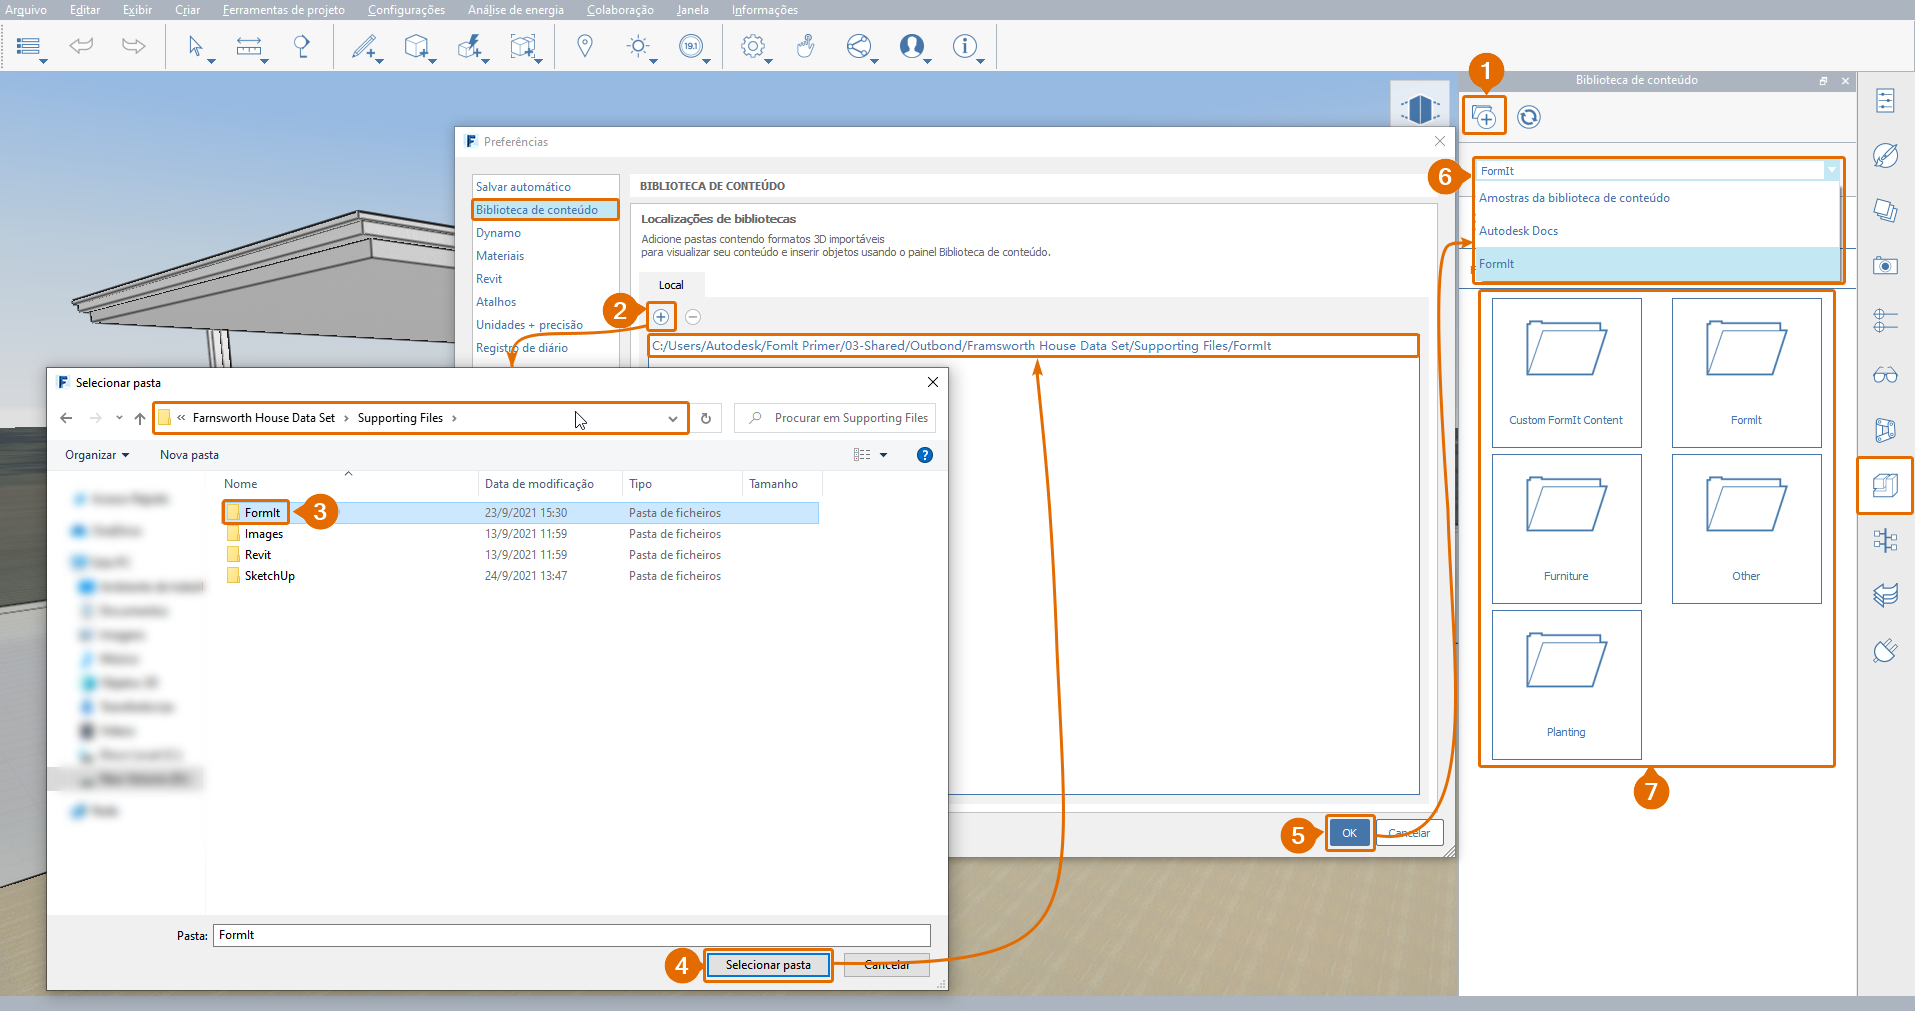 Arquivo Editar Exibir Criar Ferramentas de projeto Configurações Análise de energia Colaboração Janela Informações
19.1
1
Biblioteca de conteúdo
F Preferências
Salvar automático
Biblioteca de conteúdo
Dynamo
Materiais
Revit
Atalhos
Unidades + precisão
Registro de diário
BIBLIOTECA DE CONTEÚDO
Localizações de bibliotecas
Adicione pastas contendo formatos 3D importáveis
para visualizar seu conteúdo e inserir objetos usando o painel Biblioteca de conteúdo.
Local
2
C:/Users/Autodesk/FomIt Primer/03-Shared/Outbond/Framsworth House Data Set/Supporting Files/FormIt
5
OK
Cancelar
F Selecionar pasta
« Farnsworth House Data Set › Supporting Files ›
Procurar em Supporting Files
Organizar
Nova pasta
?
Nome Data de modificação Tipo Tamanho
FormIt 23/9/2021 15:30 Pasta de ficheiros
3
Images 13/9/2021 11:59 Pasta de ficheiros
Revit 13/9/2021 11:59 Pasta de ficheiros
SketchUp 24/9/2021 13:47 Pasta de ficheiros
Pasta: FormIt
4
Selecionar pasta
Cancelar
6
FormIt
Amostras da biblioteca de conteúdo
Autodesk Docs
FormIt
Custom FormIt Content
FormIt
Furniture
Other
Planting
7